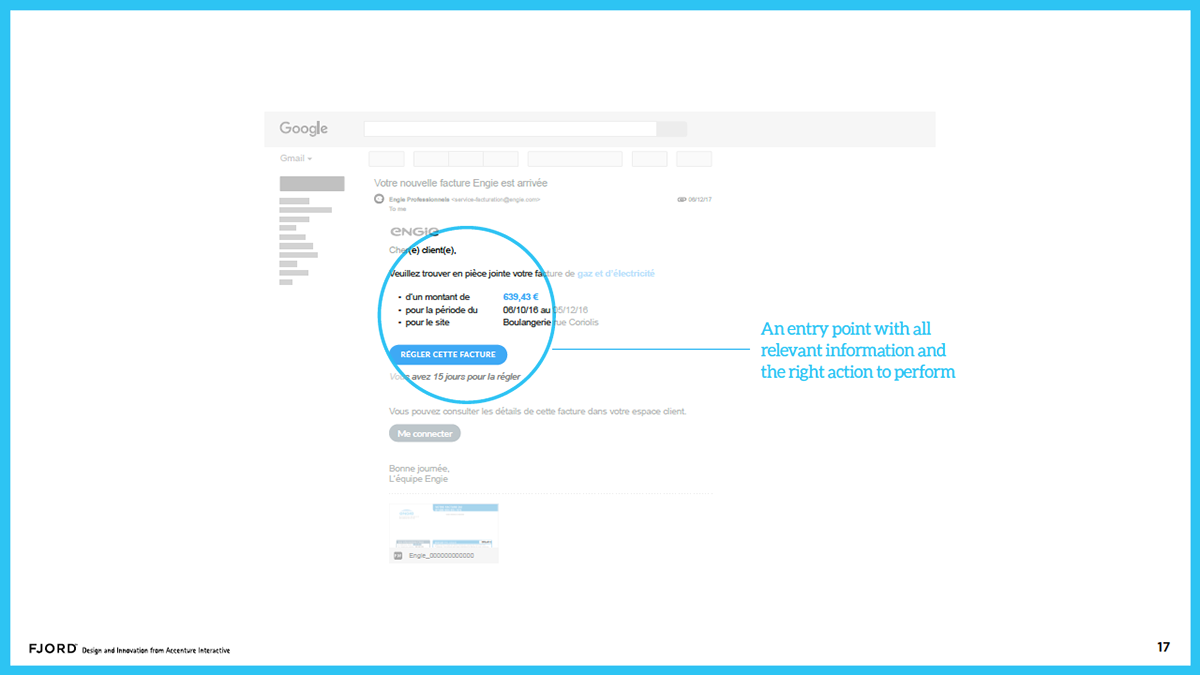 Google
Gmail
Votre nouvelle facture Engie est arrivée
Engie Professionnels <service-facturation@engie.com>
06/12/17
To me
ENGIE
Cher(e) client(e),
Veuillez trouver en pièce jointe votre facture de gaz et d'électricité
• d'un montant de 639,43 €
• pour la période du 06/10/16 au 05/12/16
• pour le site Boulangerie rue Coriolis
RÉGLER CETTE FACTURE
Vous avez 15 jours pour la régler
An entry point with all
relevant information and
the right action to perform
Vous pouvez consulter les détails de cette facture dans votre espace client.
Me connecter
Bonne journée,
L'équipe Engie
Engie_000000000000
FJORD Design and Innovation from Accenture Interactive
17